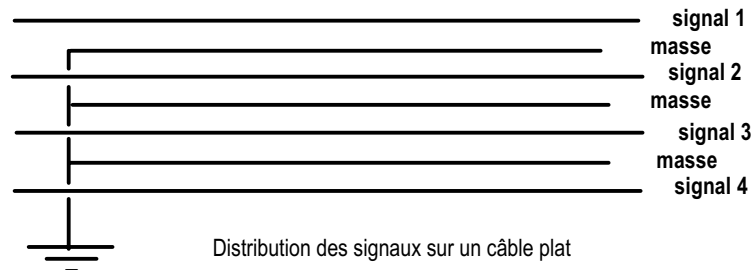 signal 1
masse
signal 2
masse
signal 3
masse
signal 4
Distribution des signaux sur un câble plat